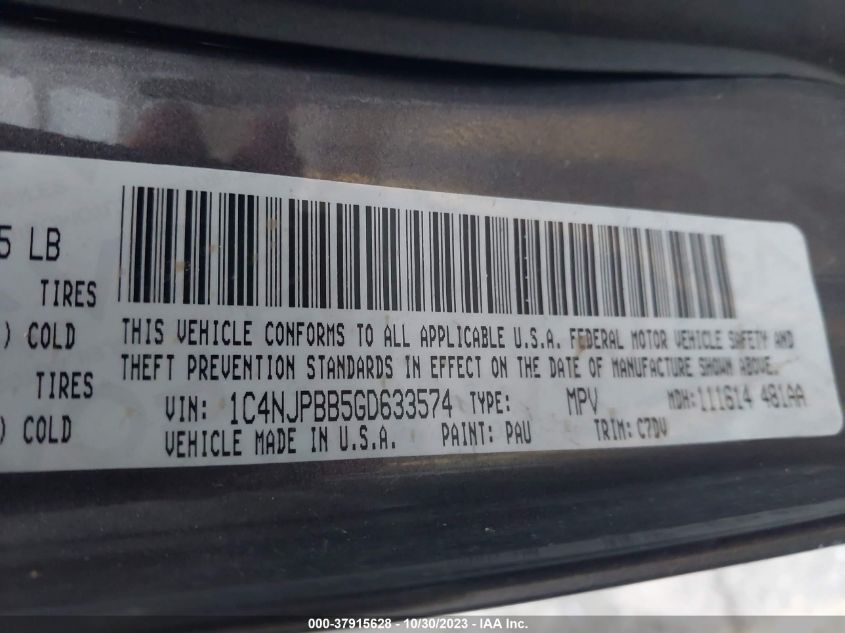 5 LB
TIRES
) COLD
TIRES
) COLD
THIS VEHICLE CONFORMS TO ALL APPLICABLE U.S.A. FEDERAL MOTOR VEHICLE SAFETY AND
THEFT PREVENTION STANDARDS IN EFFECT ON THE DATE OF MANUFACTURE SHOWN ABOVE.
VIN: 1C4NJPBB5GD633574 TYPE: MPV MDH: 111614 481AA
VEHICLE MADE IN U.S.A. PAINT: PAU TRIM: C7DV
000-37915628 - 10/30/2023 - IAA Inc.